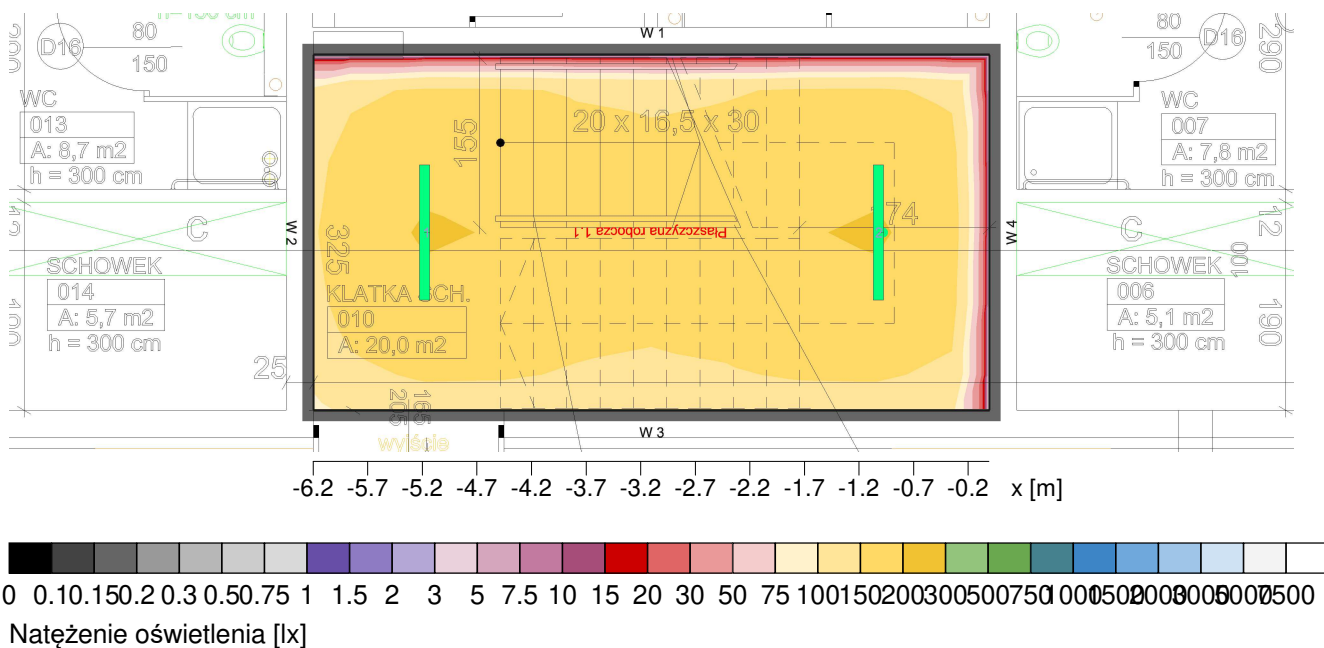 W 1
80
150
D16
80
150
D16
290
WC
013
A: 8,7 m2
h = 300 cm
WC
007
A: 7,8 m2
h = 300 cm
20 x 16,5 x 30
155
174
Płaszczyzna robocza 1.1
W 2
W 4
C
C
12
100
325
SCHOWEK
014
A: 5,7 m2
h = 300 cm
SCHOWEK
006
A: 5,1 m2
h = 300 cm
190
KLATKA SCH.
010
A: 20,0 m2
25
165
205
wyjście
W 3
-6.2 -5.7 -5.2 -4.7 -4.2 -3.7 -3.2 -2.7 -2.2 -1.7 -1.2 -0.7 -0.2 x [m]
0 0.1 0.15 0.2 0.3 0.5 0.75 1 1.5 2 3 5 7.5 10 15 20 30 50 75 100 150 200 300 500 750 1000 1500 2000 3000 5000 7500
Natężenie oświetlenia [lx]